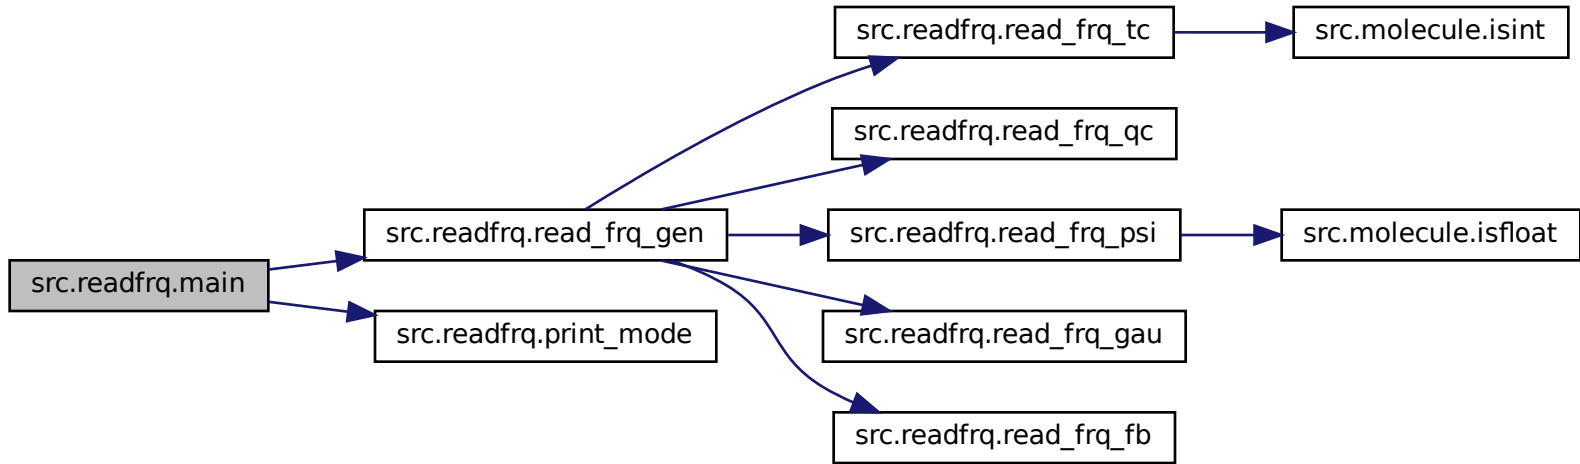 src.readfrq.read_frq_tc
src.molecule.isint
src.readfrq.read_frq_qc
src.readfrq.read_frq_gen
src.readfrq.read_frq_psi
src.molecule.isfloat
src.readfrq.main
src.readfrq.print_mode
src.readfrq.read_frq_gau
src.readfrq.read_frq_fb